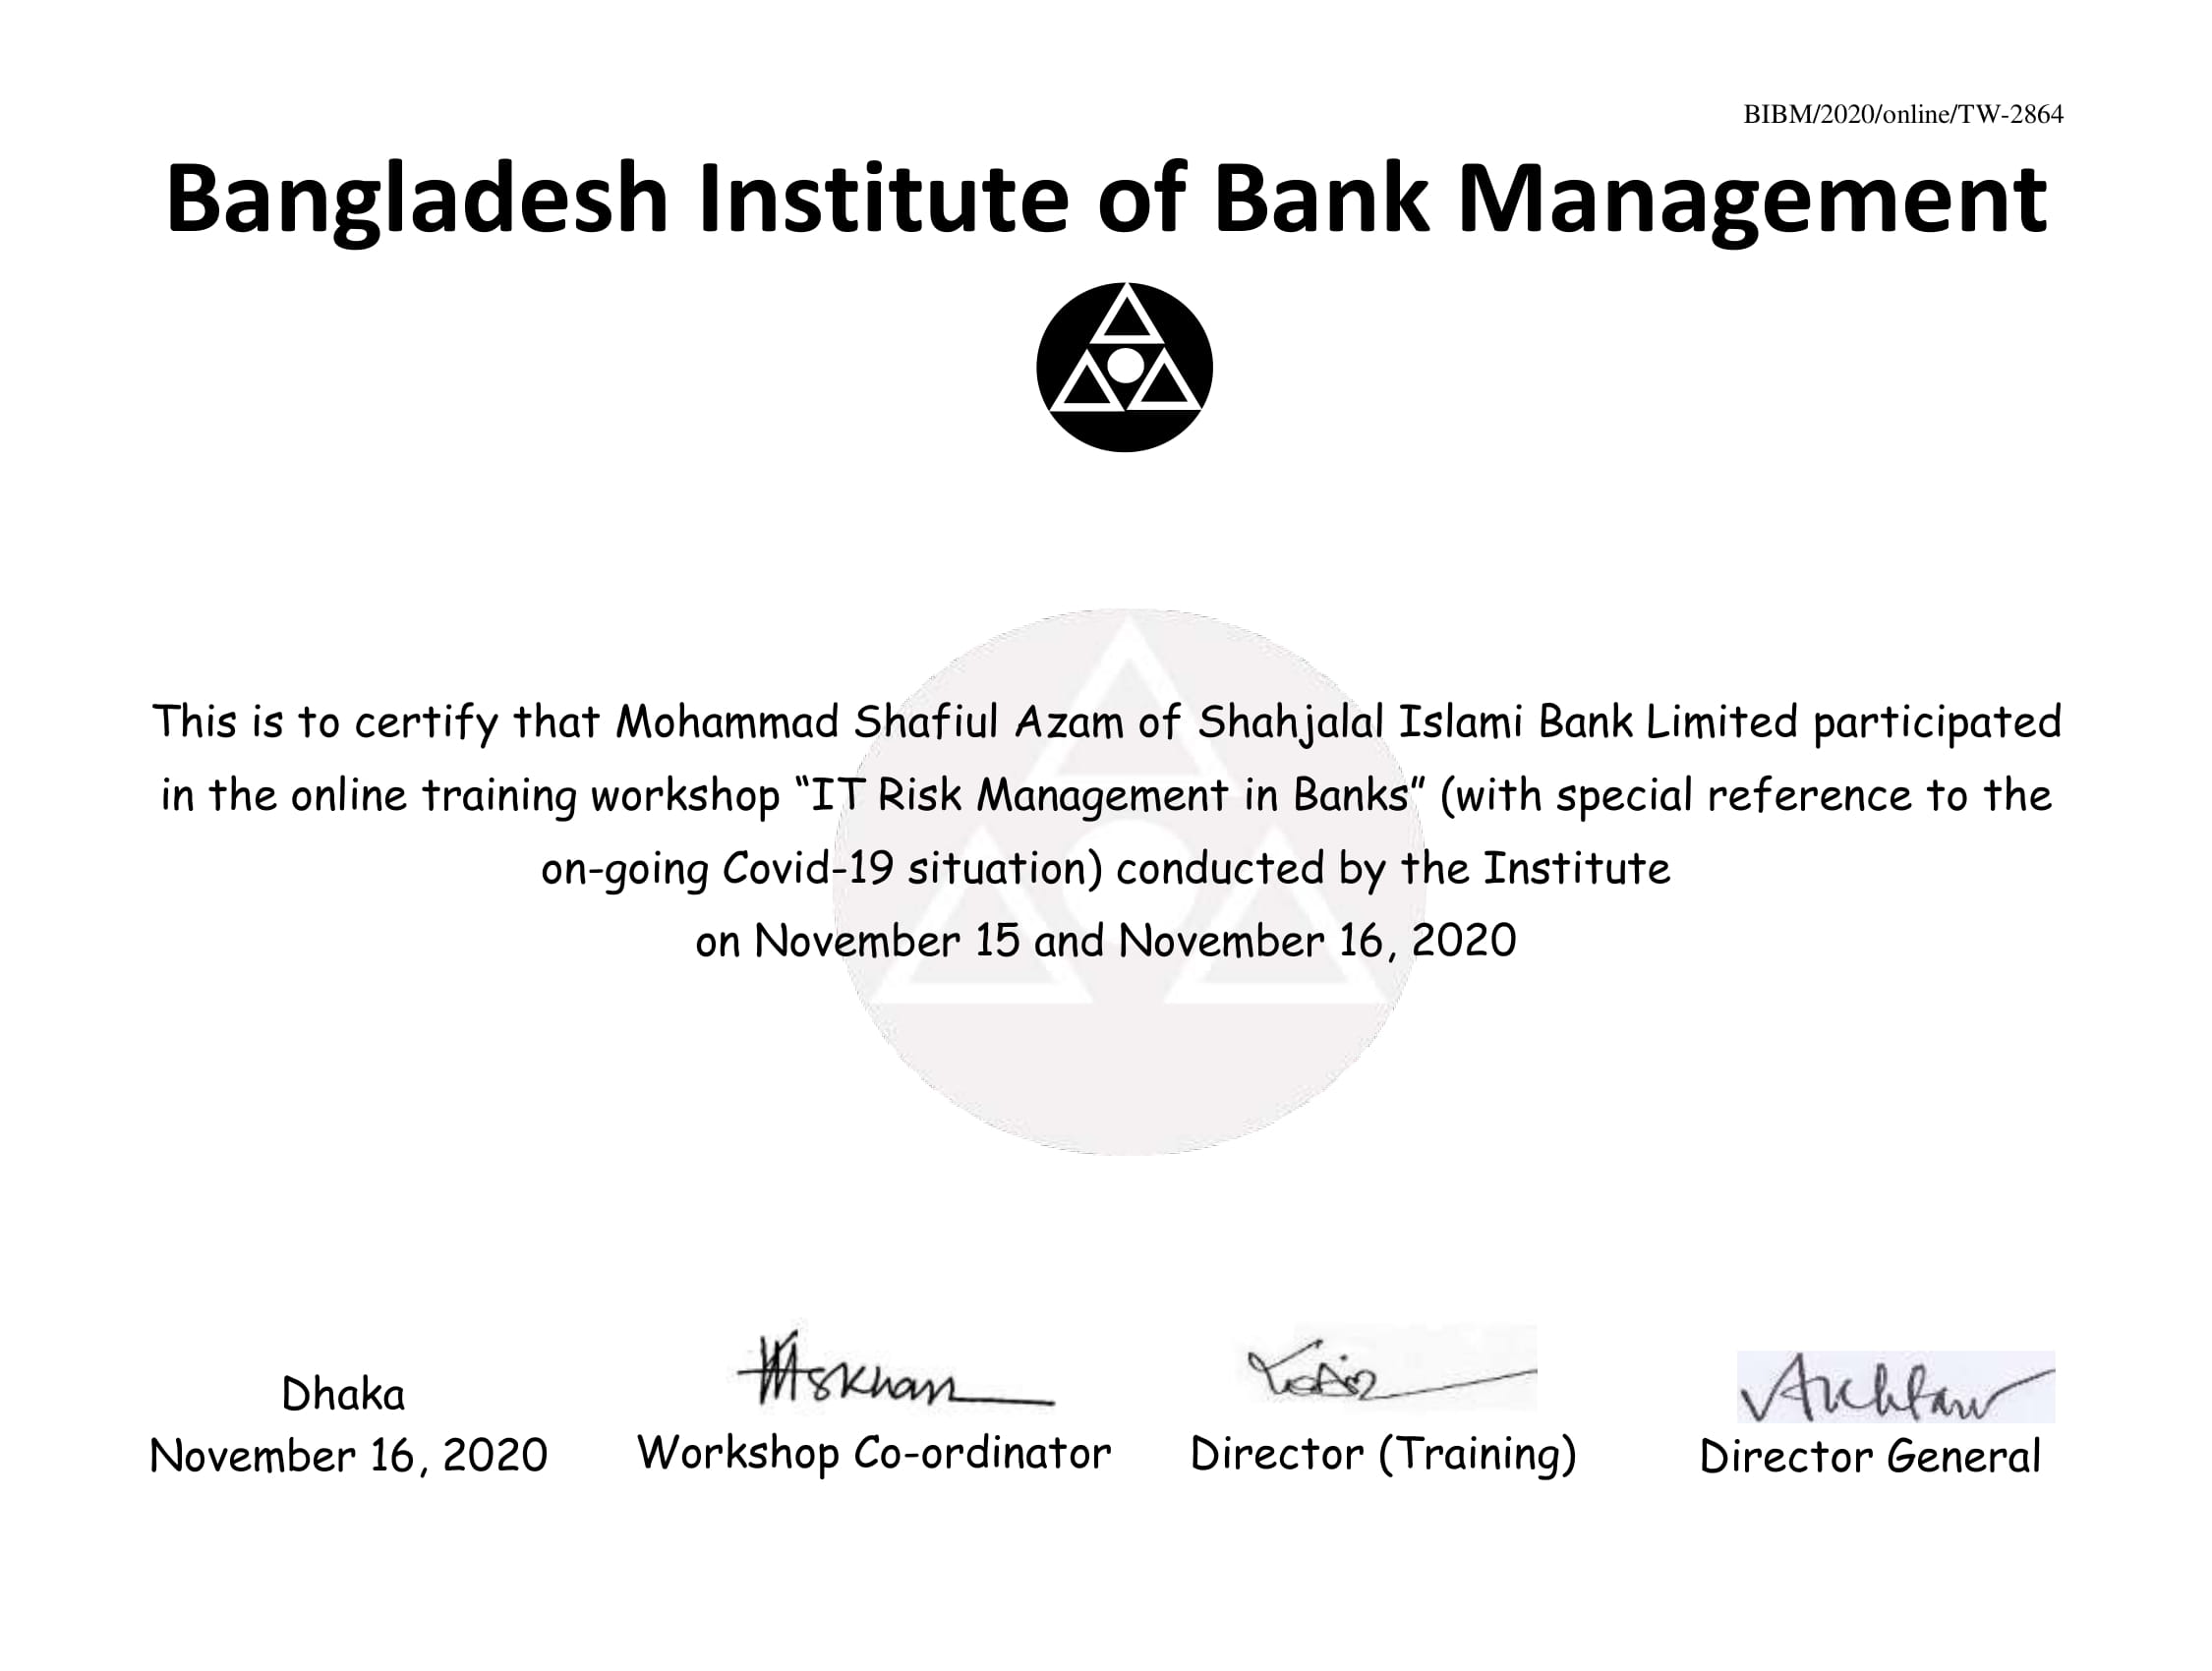 BIBM/2020/online/TW-2864
Bangladesh Institute of Bank Management
This is to certify that Mohammad Shafiul Azam of Shahjalal Islami Bank Limited participated
in the online training workshop “IT Risk Management in Banks” (with special reference to the
on-going Covid-19 situation) conducted by the Institute
on November 15 and November 16, 2020
Dhaka
November 16, 2020
Workshop Co-ordinator
Director (Training)
Director General